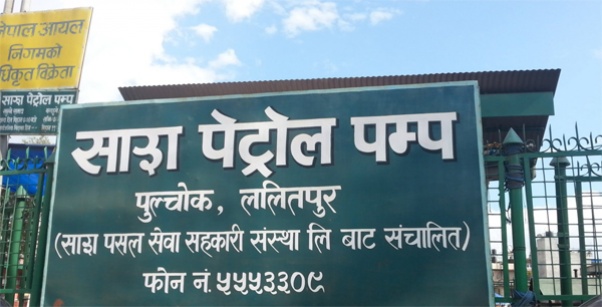 नेपाल आयल
निगमको
धिकृत विक्रेता
साझा पेट्रोल पम्प
साझा पेट्रोल पम्प
पुल्चोक, ललितपुर
(साझा पसल सेवा सहकारी संस्था लि बाट संचालित)
फोन नं. ५५५३३०९